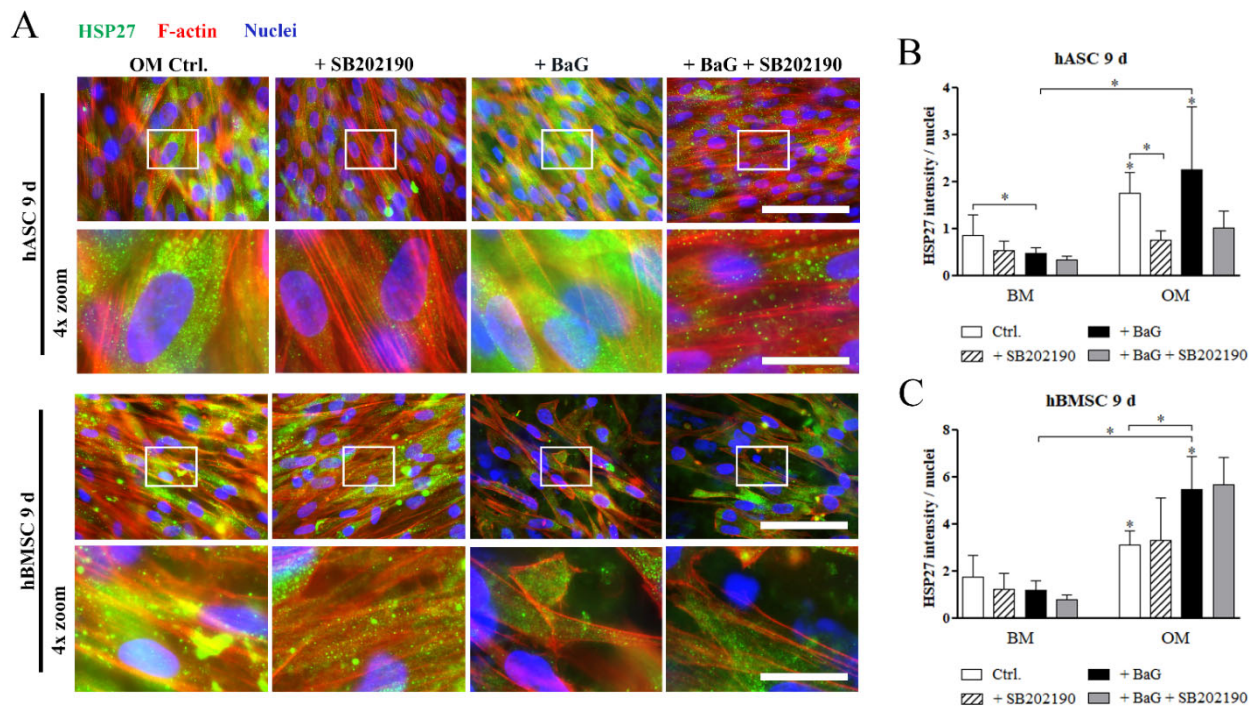 A
HSP27 F-actin Nuclei
OM Ctrl. + SB202190 + BaG + BaG + SB202190
hASC 9 d
4x zoom
hBMSC 9 d
4x zoom
B
hASC 9 d
HSP27 intensity / nuclei
4
3
2
1
0
*
*
*
*
*
BM OM
Ctrl. + BaG
+ SB202190 + BaG + SB202190
C
hBMSC 9 d
HSP27 intensity / nuclei
8
6
4
2
0
*
*
*
*
BM OM
Ctrl. + BaG
+ SB202190 + BaG + SB202190